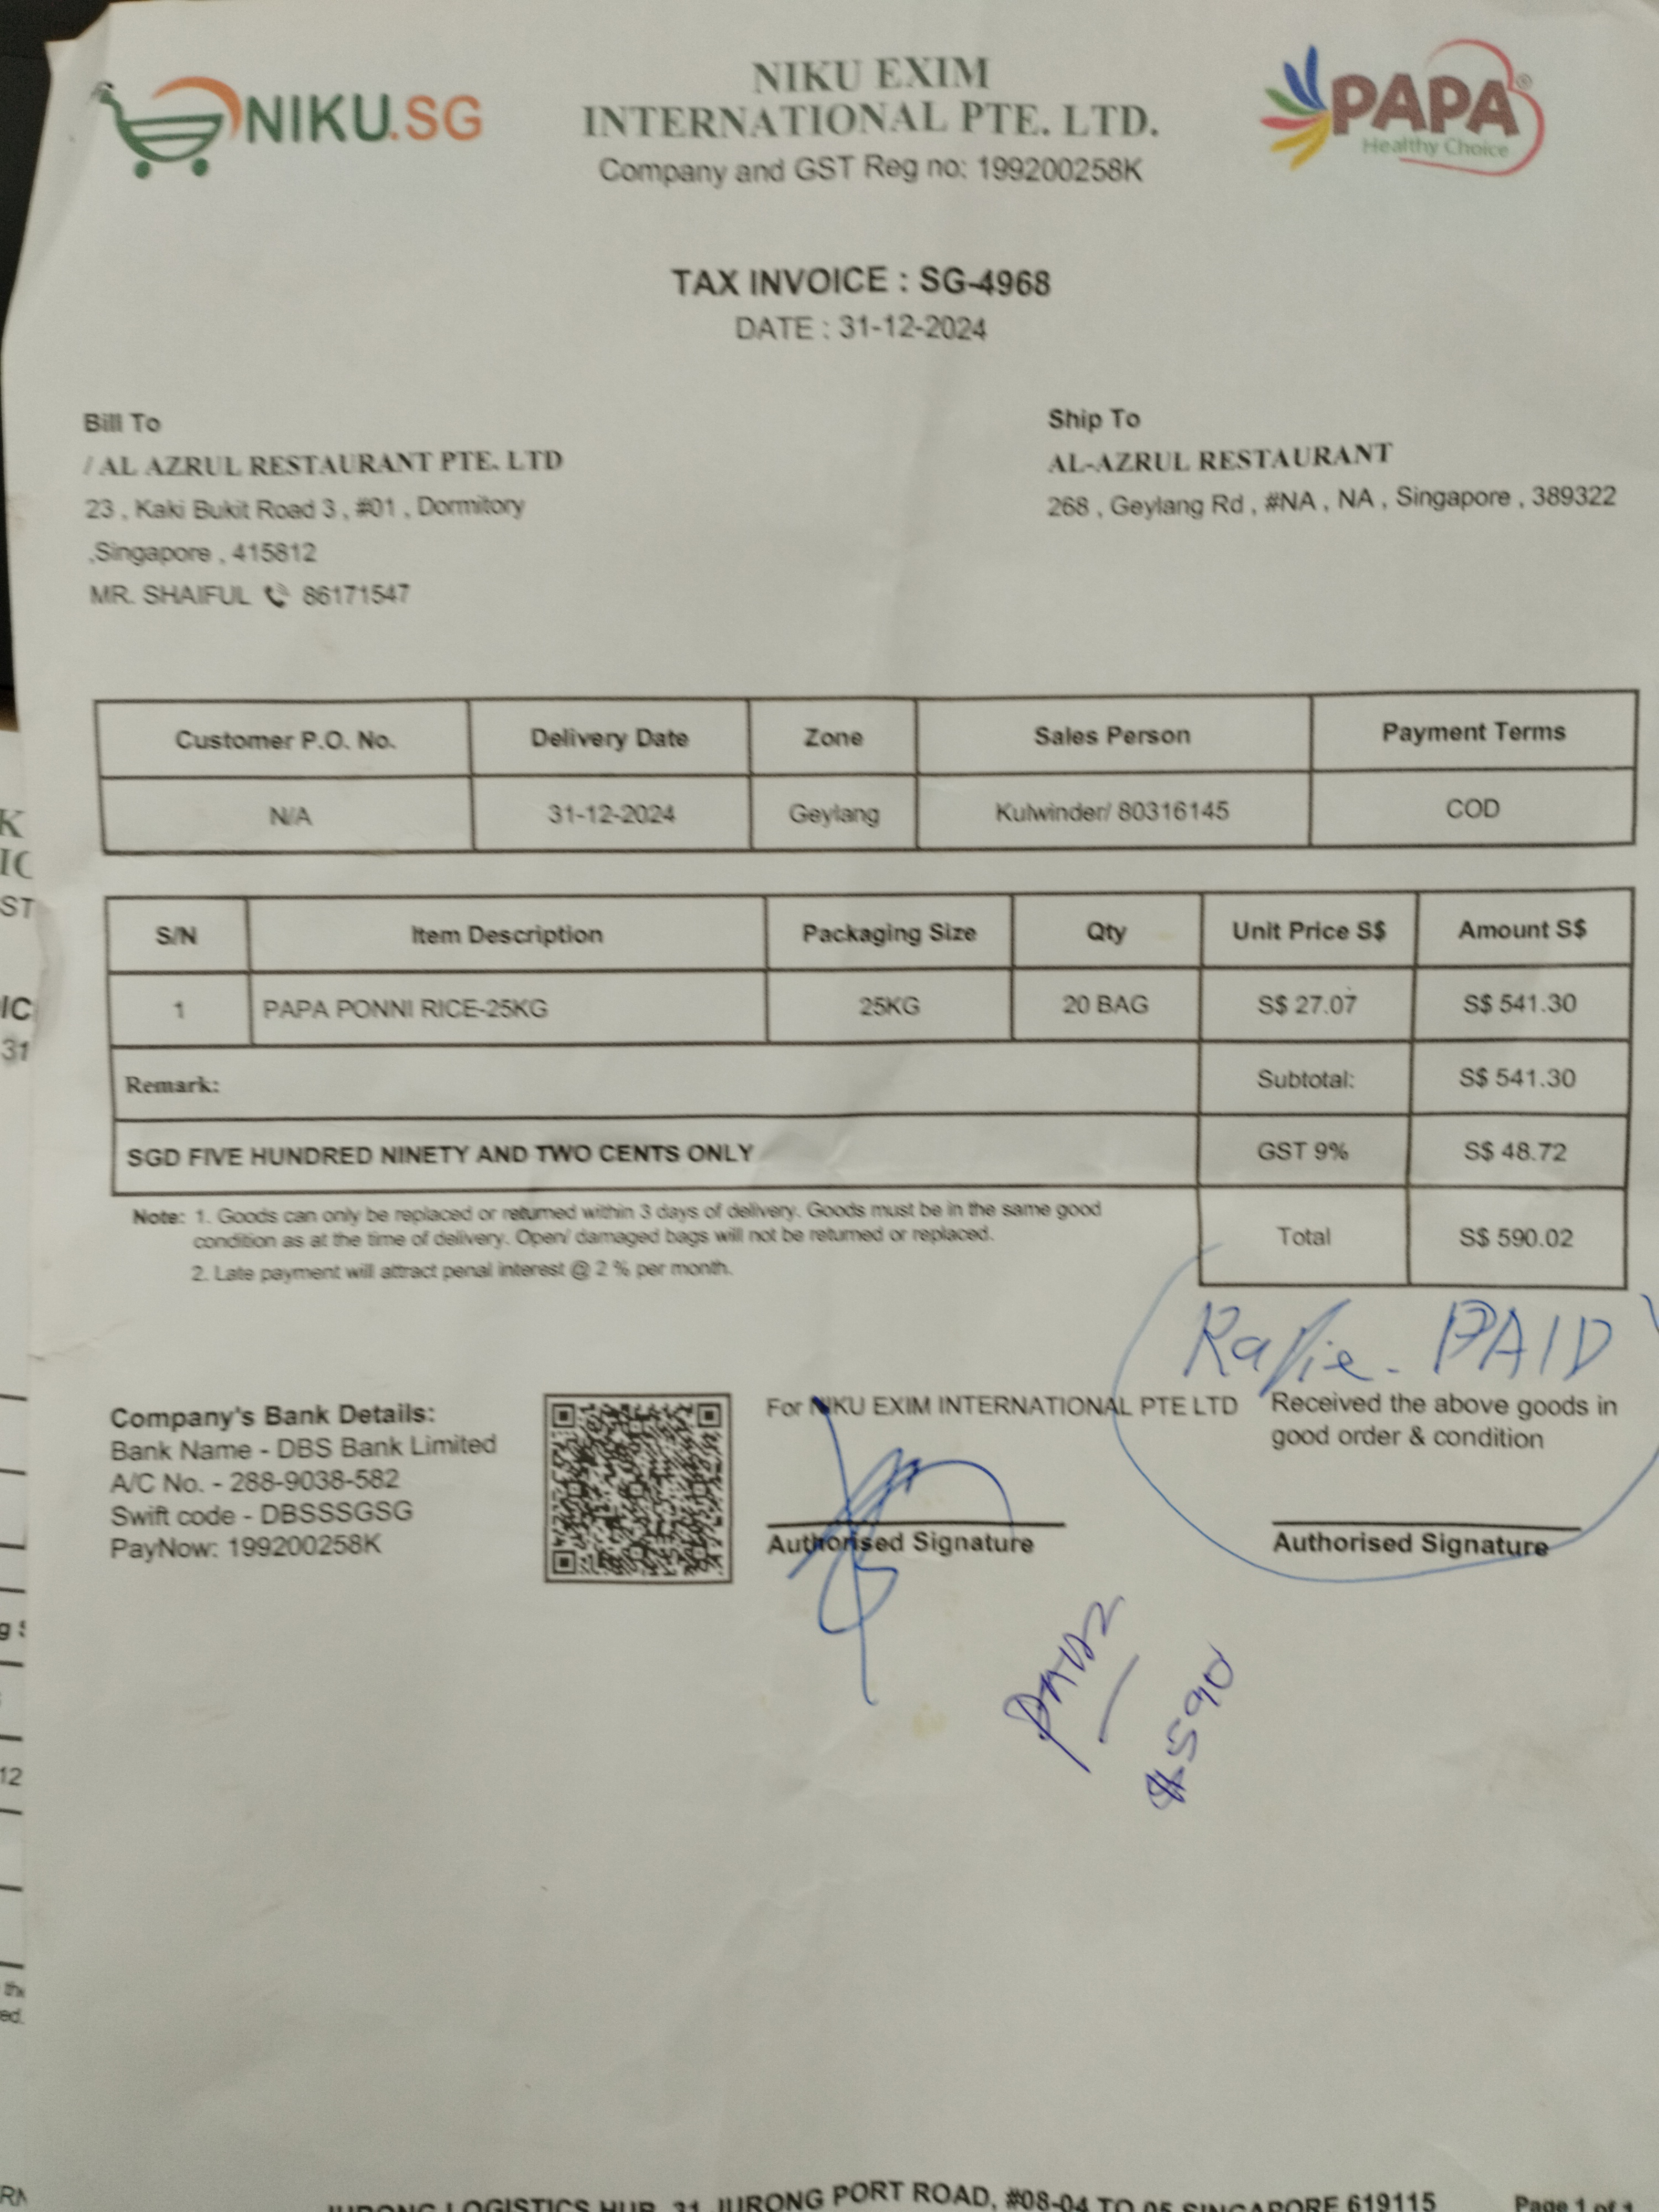 NIKU.SG
NIKU EXIM
INTERNATIONAL PTE. LTD.
Company and GST Reg no: 199200258K
PAPA®
Healthy Choice
TAX INVOICE : SG-4968
DATE : 31-12-2024
Bill To
/ AL AZRUL RESTAURANT PTE. LTD
23 , Kaki Bukit Road 3 , #01 , Dormitory
,Singapore , 415812
MR. SHAIFUL 86171547
Ship To
AL-AZRUL RESTAURANT
268 , Geylang Rd , #NA , NA , Singapore , 389322
Customer P.O. No. Delivery Date Zone Sales Person Payment Terms
N/A 31-12-2024 Geylang Kulwinder/ 80316145 COD
S/N Item Description Packaging Size Qty Unit Price S$ Amount S$
1 PAPA PONNI RICE-25KG 25KG 20 BAG S$ 27.07 S$ 541.30
Remark: Subtotal: S$ 541.30
SGD FIVE HUNDRED NINETY AND TWO CENTS ONLY GST 9% S$ 48.72
Total S$ 590.02
Note: 1. Goods can only be replaced or returned within 3 days of delivery. Goods must be in the same good
condition as at the time of delivery. Open/ damaged bags will not be returned or replaced.
2. Late payment will attract penal interest @ 2 % per month.
PAID
Company's Bank Details:
Bank Name - DBS Bank Limited
A/C No. - 288-9038-582
Swift code - DBSSSGSG
PayNow: 199200258K
For NIKU EXIM INTERNATIONAL PTE LTD
Authorised Signature
Received the above goods in
good order & condition
Authorised Signature
$590
JURONG LOGISTICS HUB, 31 JURONG PORT ROAD, #08-04 TO 05 SINGAPORE 619115
Page 1 of 1